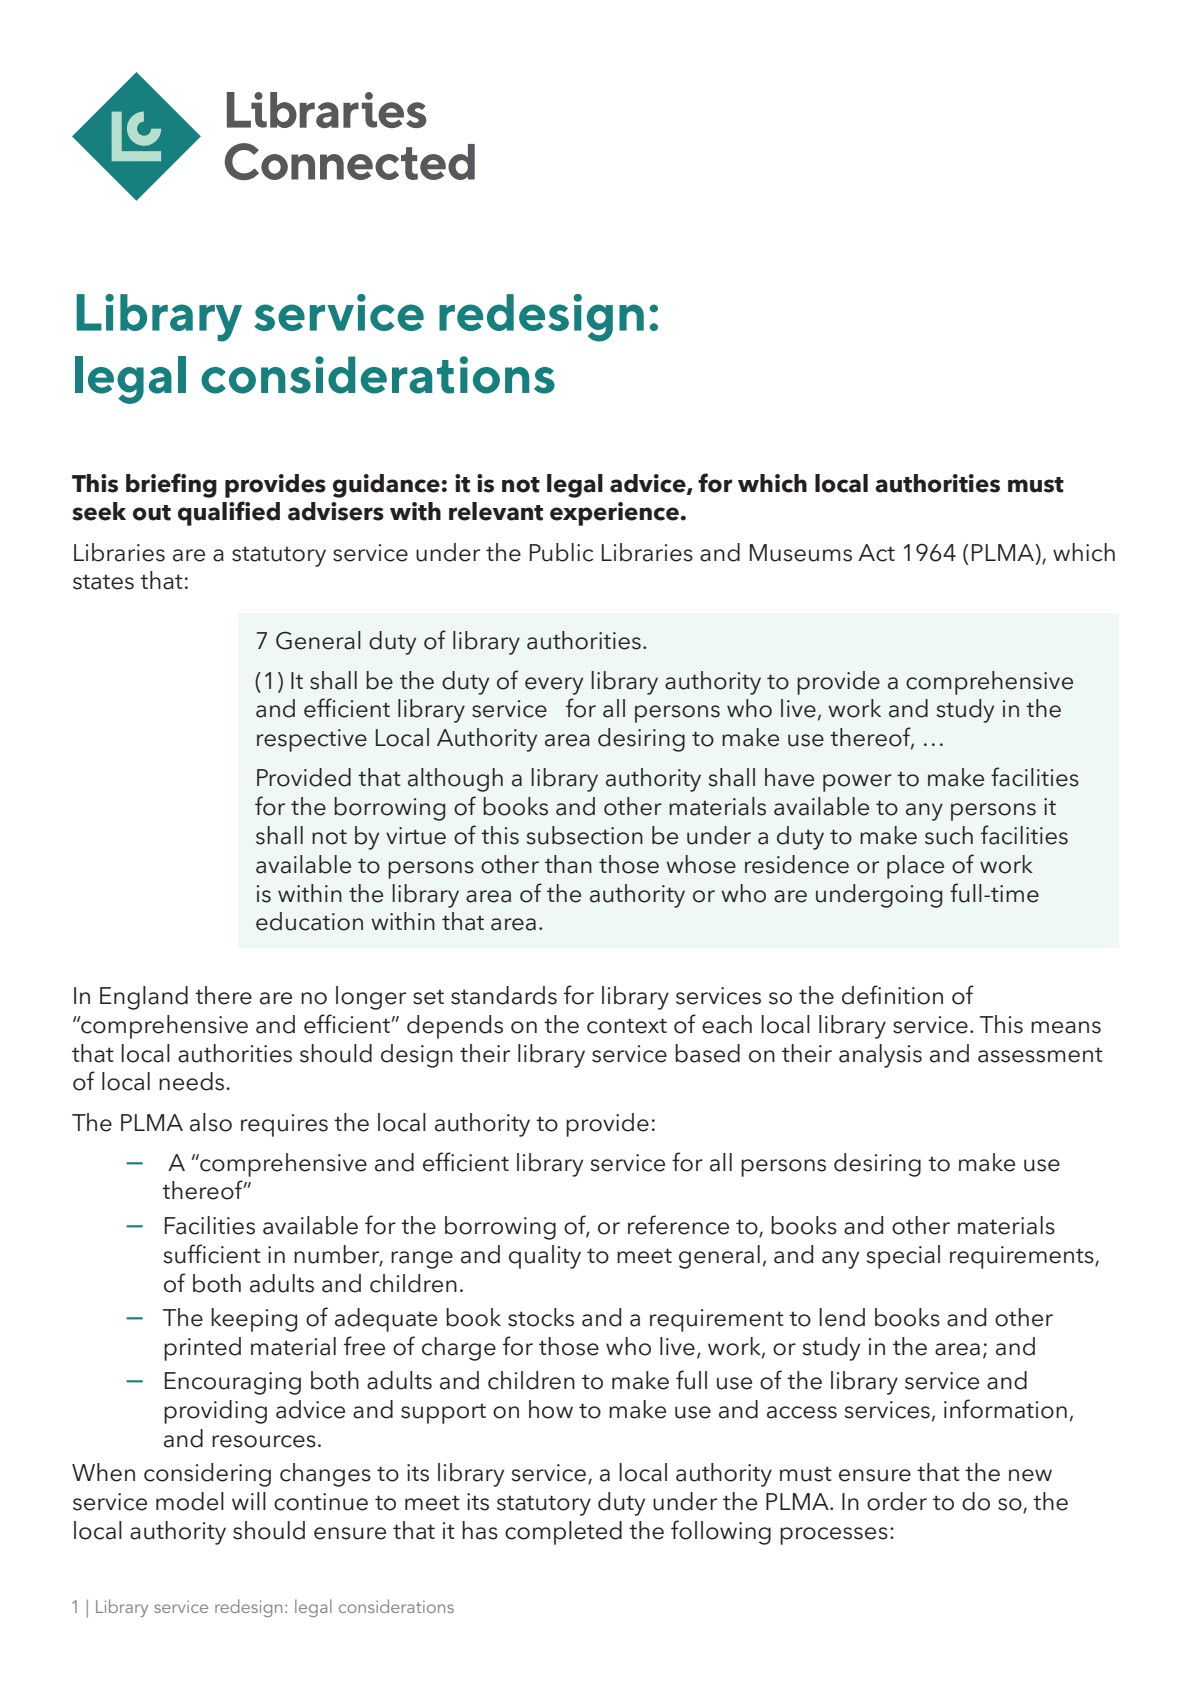 LC
Libraries
Connected
Library service redesign:
legal considerations
This briefing provides guidance: it is not legal advice, for which local authorities must
seek out qualified advisers with relevant experience.
Libraries are a statutory service under the Public Libraries and Museums Act 1964 (PLMA), which
states that:
7 General duty of library authorities.
(1) It shall be the duty of every library authority to provide a comprehensive
and efficient library service   for all persons who live, work and study in the
respective Local Authority area desiring to make use thereof, …
Provided that although a library authority shall have power to make facilities
for the borrowing of books and other materials available to any persons it
shall not by virtue of this subsection be under a duty to make such facilities
available to persons other than those whose residence or place of work
is within the library area of the authority or who are undergoing full-time
education within that area.
In England there are no longer set standards for library services so the definition of
“comprehensive and efficient” depends on the context of each local library service. This means
that local authorities should design their library service based on their analysis and assessment
of local needs.
The PLMA also requires the local authority to provide:
– A “comprehensive and efficient library service for all persons desiring to make use
thereof”
– Facilities available for the borrowing of, or reference to, books and other materials
sufficient in number, range and quality to meet general, and any special requirements,
of both adults and children.
– The keeping of adequate book stocks and a requirement to lend books and other
printed material free of charge for those who live, work, or study in the area; and
– Encouraging both adults and children to make full use of the library service and
providing advice and support on how to make use and access services, information,
and resources.
When considering changes to its library service, a local authority must ensure that the new
service model will continue to meet its statutory duty under the PLMA. In order to do so, the
local authority should ensure that it has completed the following processes:
1 | Library service redesign: legal considerations